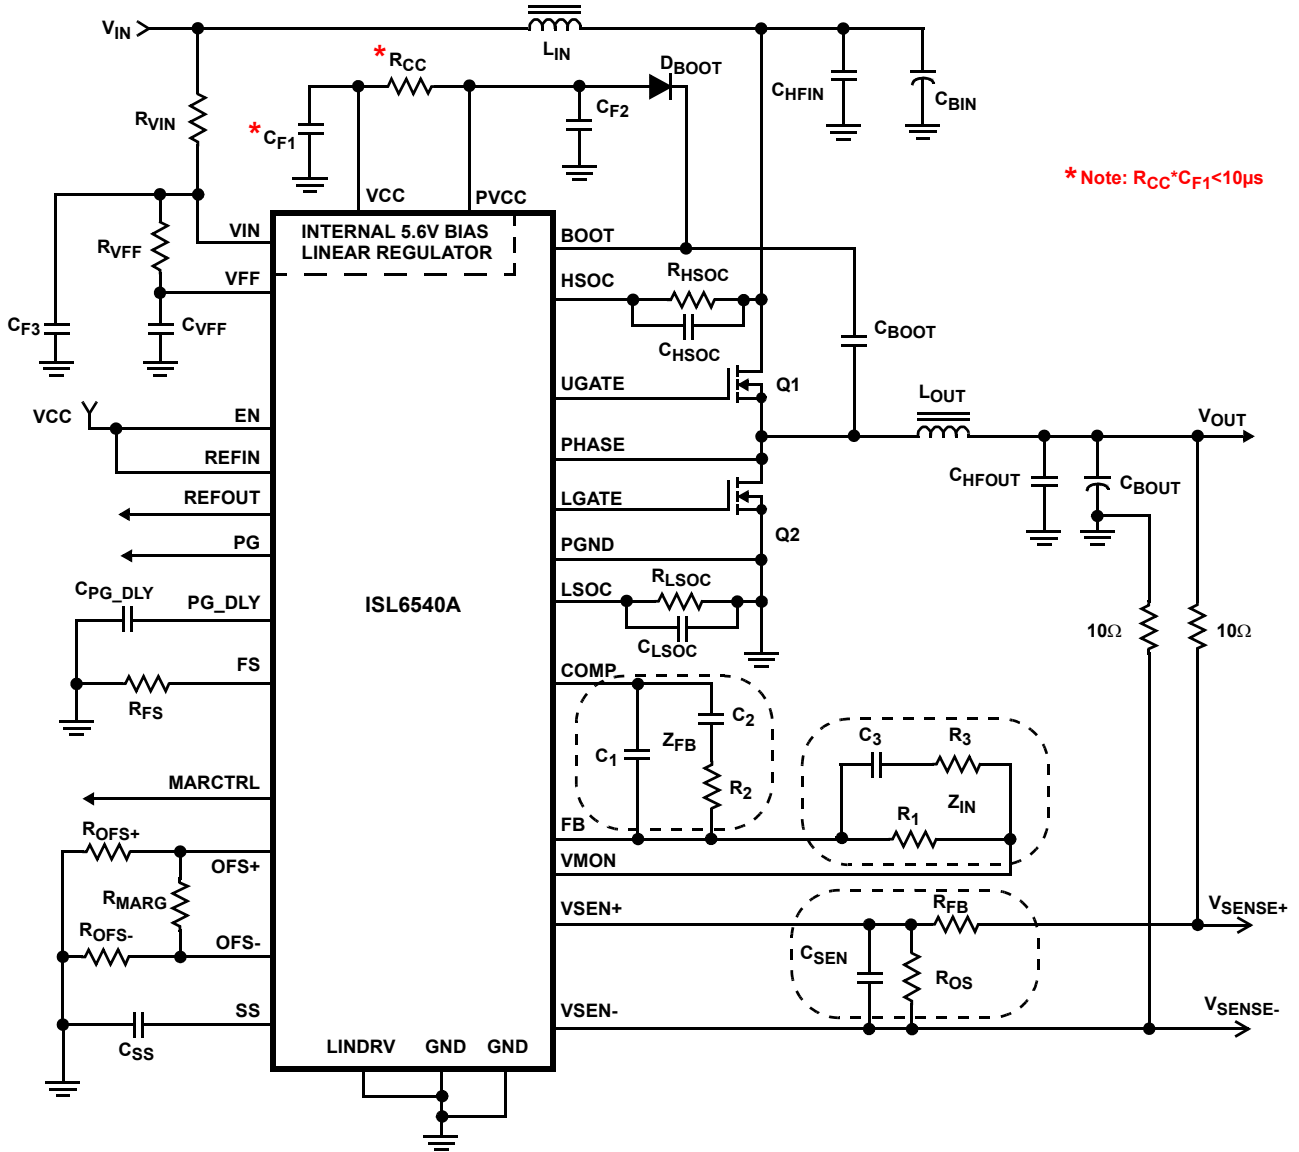 VIN
LIN
* RCC
DBOOT
CHFIN
CBIN
RVIN
* CF1
CF2
* Note: RCC*CF1<10µs
VCC
PVCC
VIN
INTERNAL 5.6V BIAS
LINEAR REGULATOR
BOOT
RVFF
VFF
HSOC
RHSOC
CF3
CVFF
CHSOC
CBOOT
UGATE
Q1
VCC
EN
LOUT
VOUT
PHASE
REFIN
CHFOUT
CBOUT
REFOUT
LGATE
Q2
PG
PGND
CPG_DLY
PG_DLY
ISL6540A
LSOC
RLSOC
CLSOC
10Ω
10Ω
FS
RFS
COMP
C2
C1
ZFB
R2
C3
R3
ZIN
R1
MARCTRL
FB
ROFS+
OFS+
VMON
RMARG
VSEN+
RFB
VSENSE+
ROFS-
OFS-
CSEN
ROS
SS
CSS
VSEN-
VSENSE-
LINDRV
GND
GND